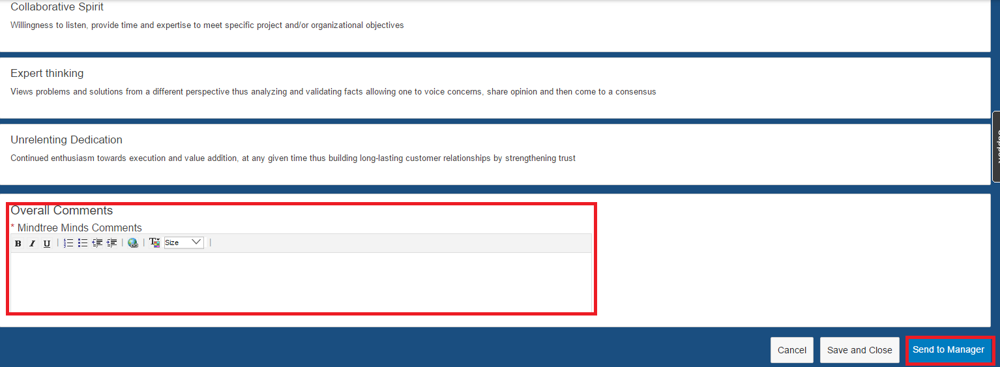 Collaborative Spirit
Willingness to listen, provide time and expertise to meet specific project and/or organizational objectives
Expert thinking
Views problems and solutions from a different perspective thus analyzing and validating facts allowing one to voice concerns, share opinion and then come to a consensus
Unrelenting Dedication
Continued enthusiasm towards execution and value addition, at any given time thus building long-lasting customer relationships by strengthening trust
Support
Overall Comments
* Mindtree Minds Comments
B I U Size
Cancel Save and Close Send to Manager